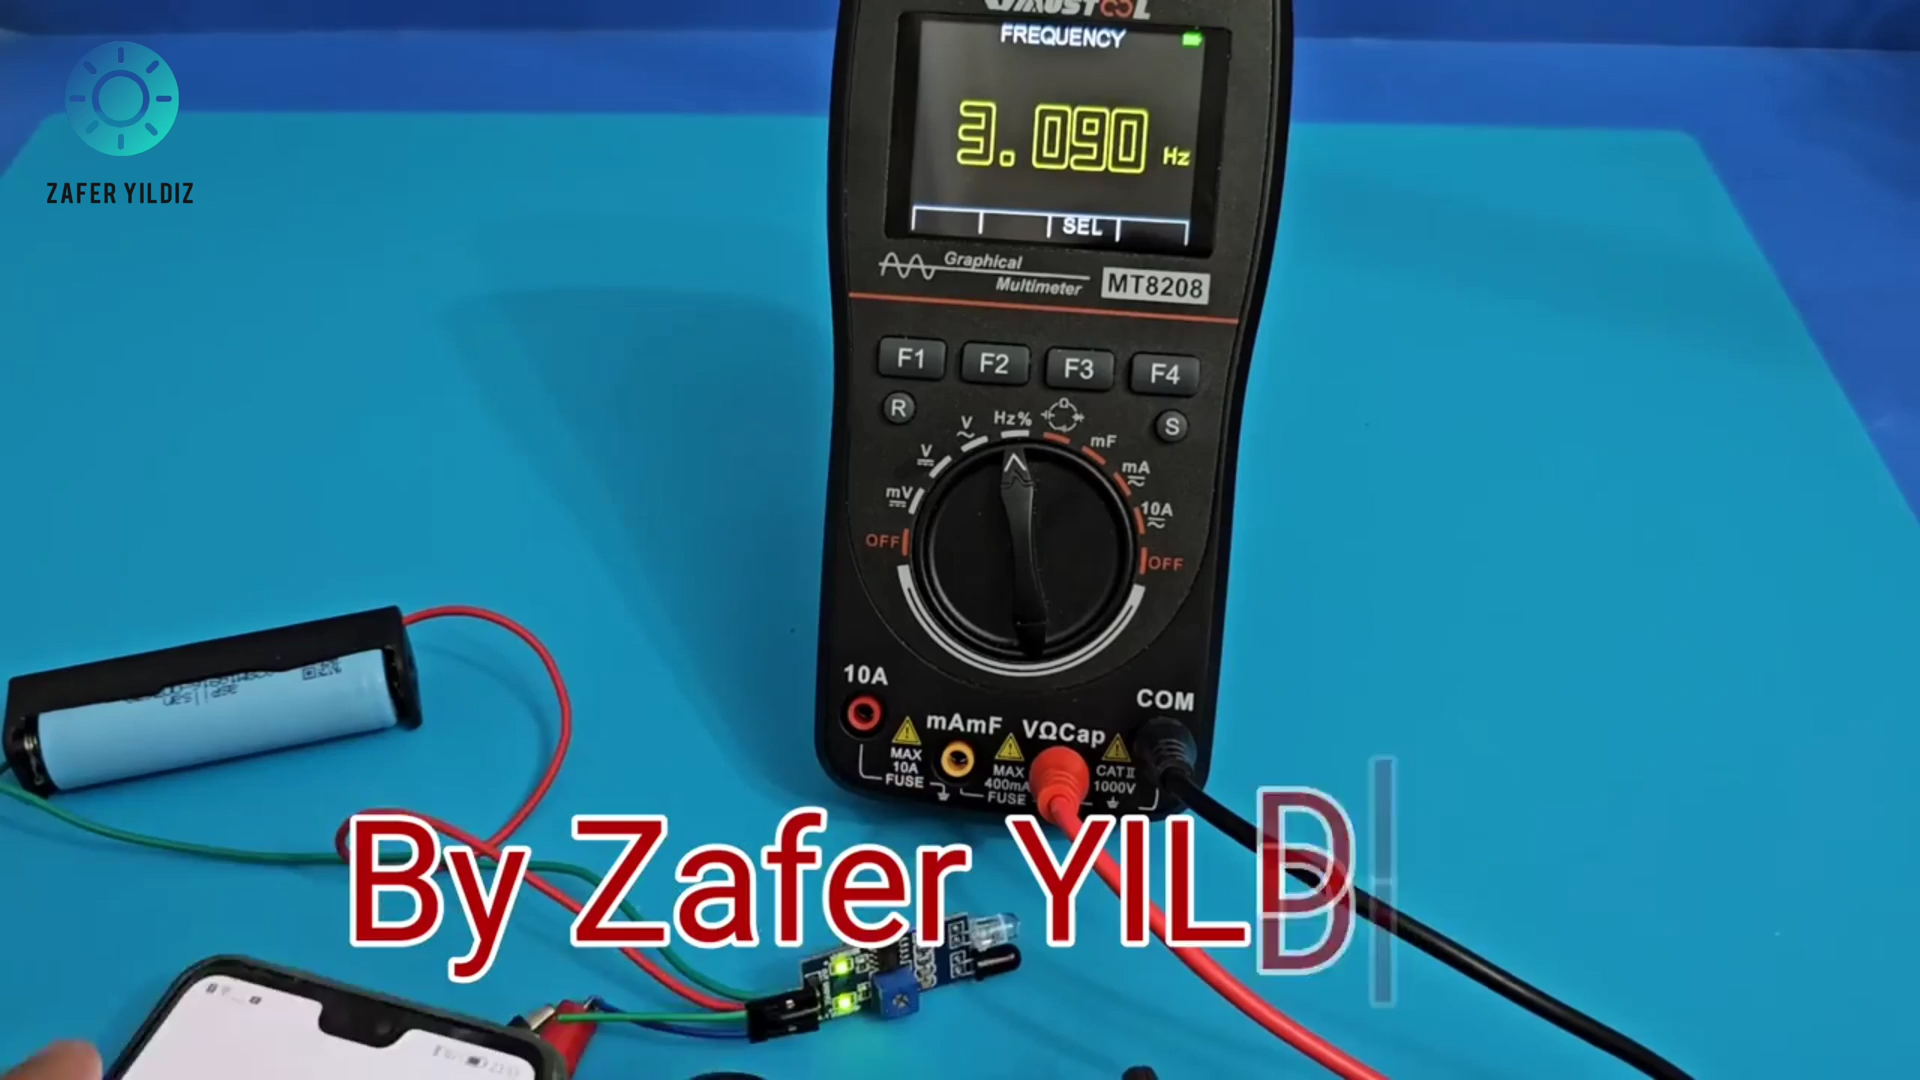 MUSTOOL
FREQUENCY
3.090 Hz
SEL
Graphical
Multimeter
MT8208
F1 F2 F3 F4
R
S
Hz%
V
V
mV
mF
mA
10A
OFF
OFF
10A
mAmF
VΩCap
COM
MAX
10A
FUSE
MAX
400mA
FUSE
CAT II
1000V
ZAFER YILDIZ
By Zafer YILD